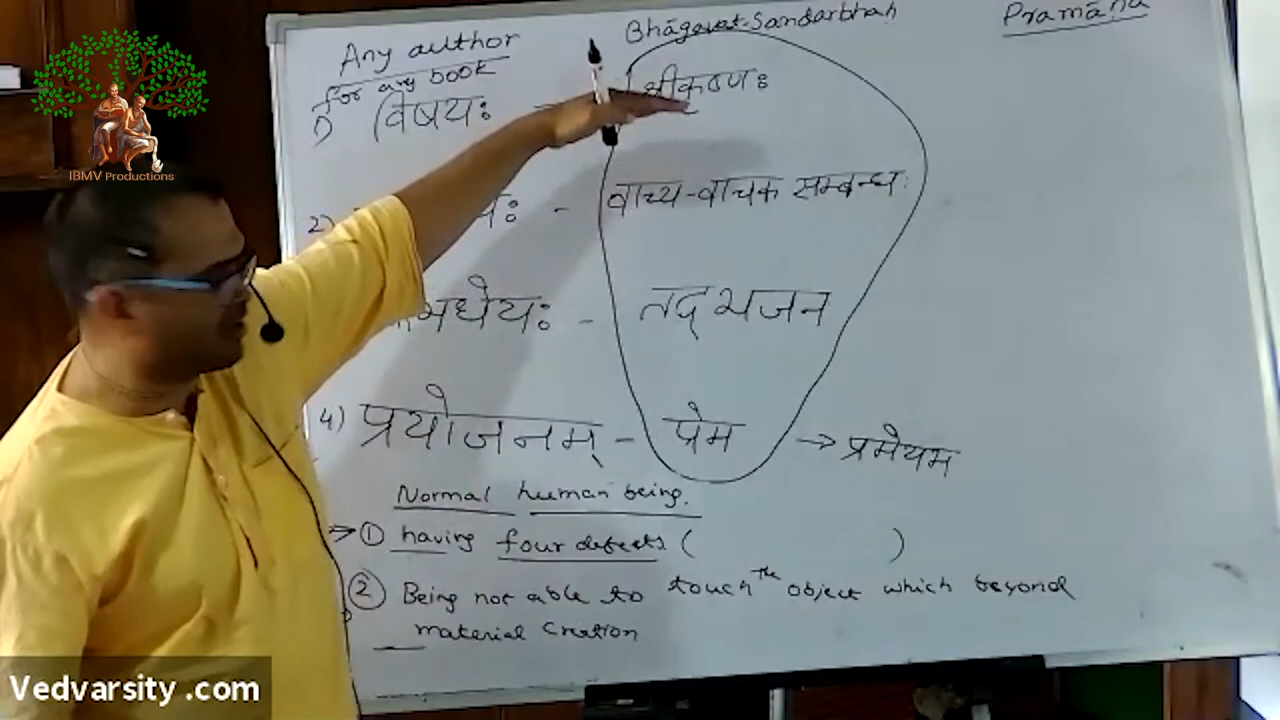 Any author
for any book
Bhāgavat-Sandarbhah
Pramāna
1) विषयः - श्रीकृष्णः
2) - वाच्य-वाचक सम्बन्धः
धेयः - तद् भजन
4) प्रयोजनम् - प्रेम → प्रमेयम
Normal human being.
⇒ ① having four defects ( )
② Being not able to touch the object which beyond
material creation
IBMV Productions
Vedvarsity .com